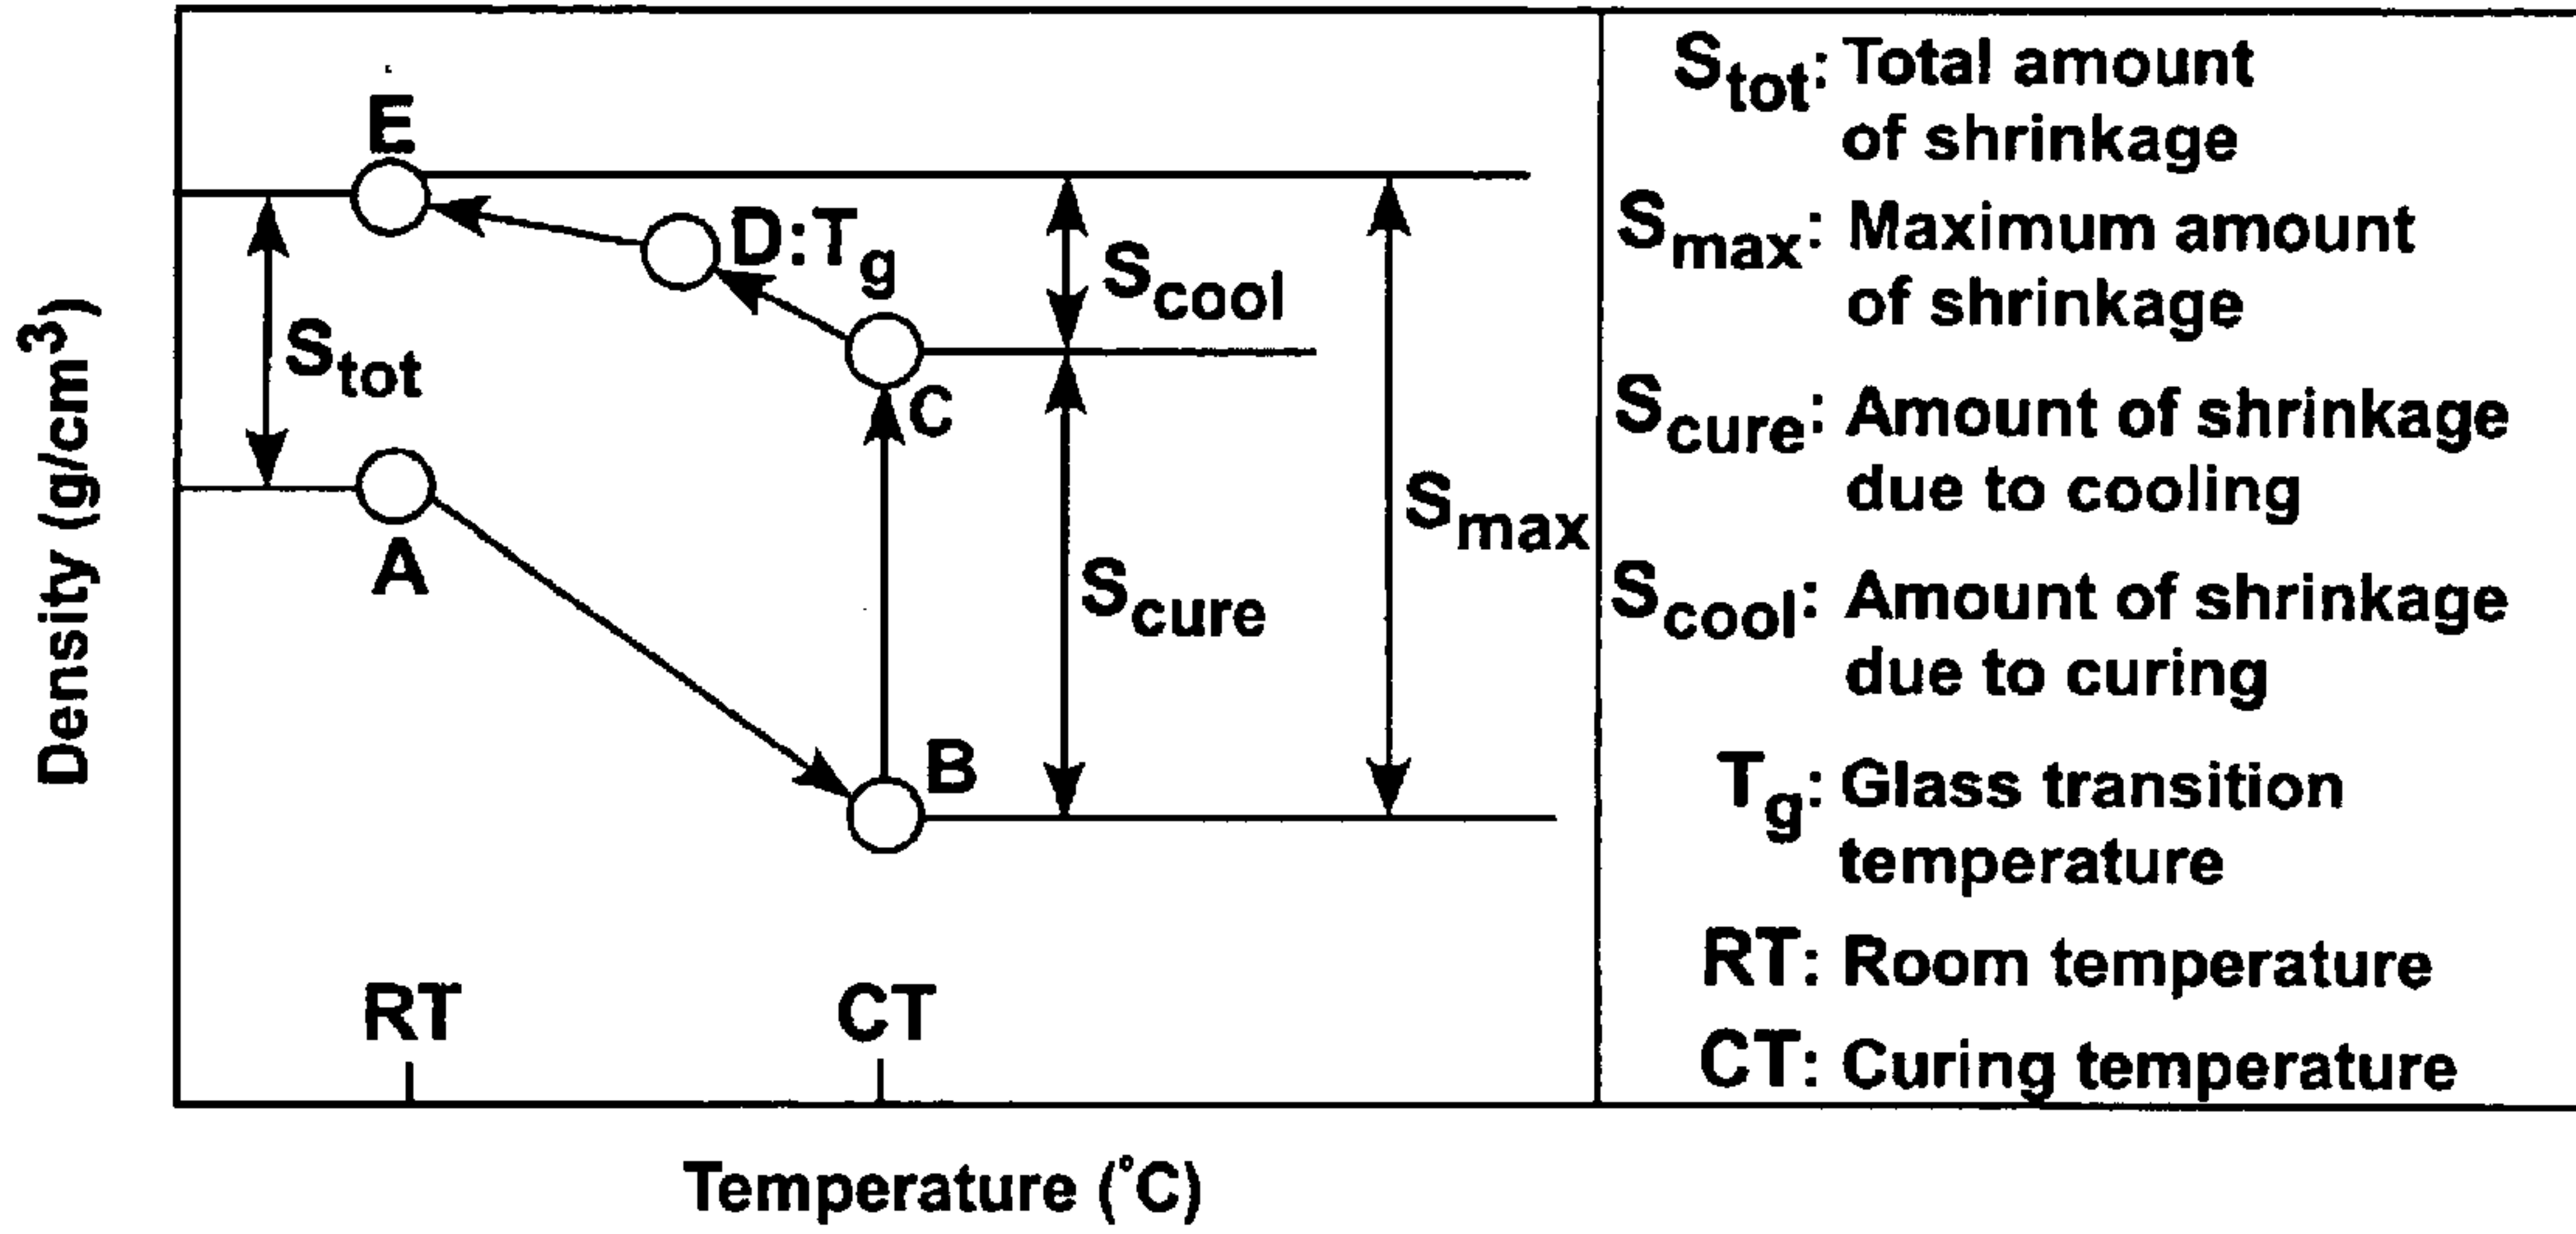 E
D:Tg
Scool
Stot
C
A
Smax
Scure
B
RT CT
Density (g/cm³)
Temperature (°C)
Stot: Total amount
of shrinkage
Smax: Maximum amount
of shrinkage
Scure: Amount of shrinkage
due to cooling
Scool: Amount of shrinkage
due to curing
Tg: Glass transition
temperature
RT: Room temperature
CT: Curing temperature